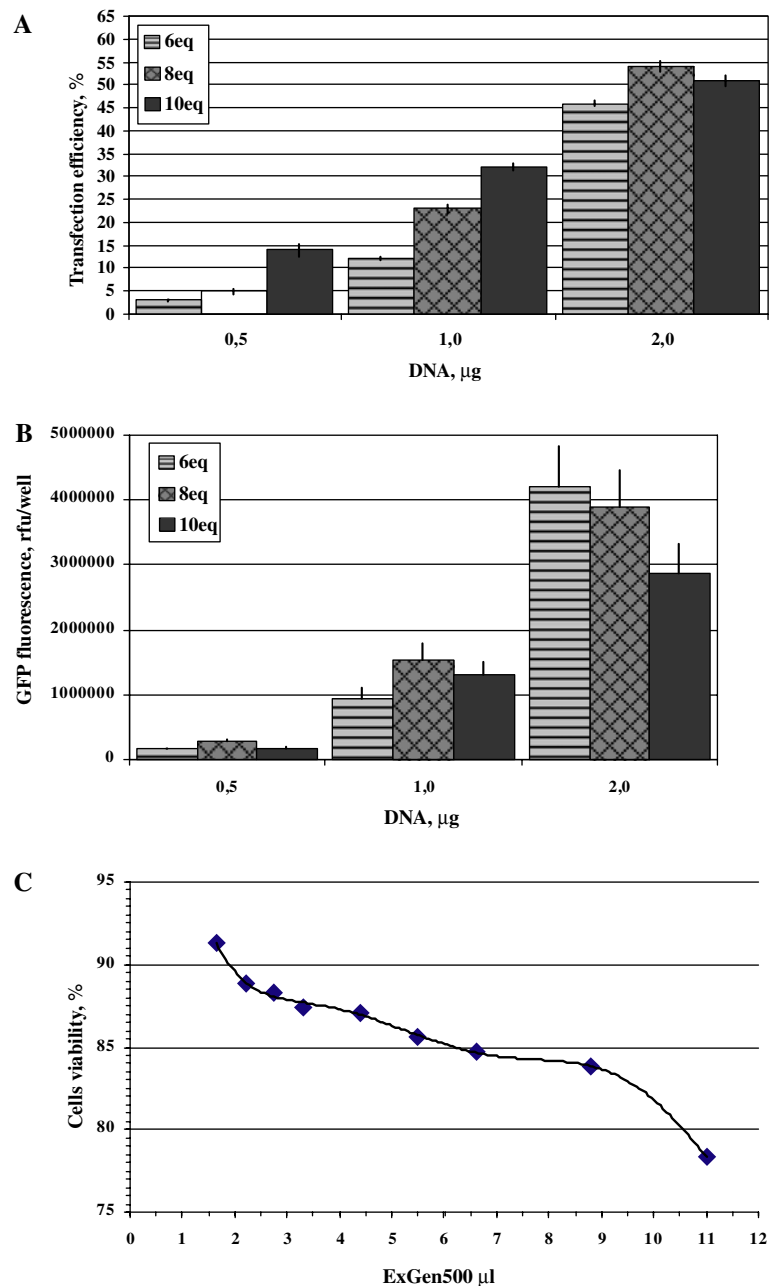 A
Transfection efficiency, %
65
60
55
50
45
40
35
30
25
20
15
10
5
0
6eq
8eq
10eq
0,5
1,0
2,0
DNA, μg
B
GFP fluorescence, rfu/well
5000000
4000000
3000000
2000000
1000000
0
6eq
8eq
10eq
0,5
1,0
2,0
DNA, μg
C
Cells viability, %
95
90
85
80
75
0
1
2
3
4
5
6
7
8
9
10
11
12
ExGen500 μl